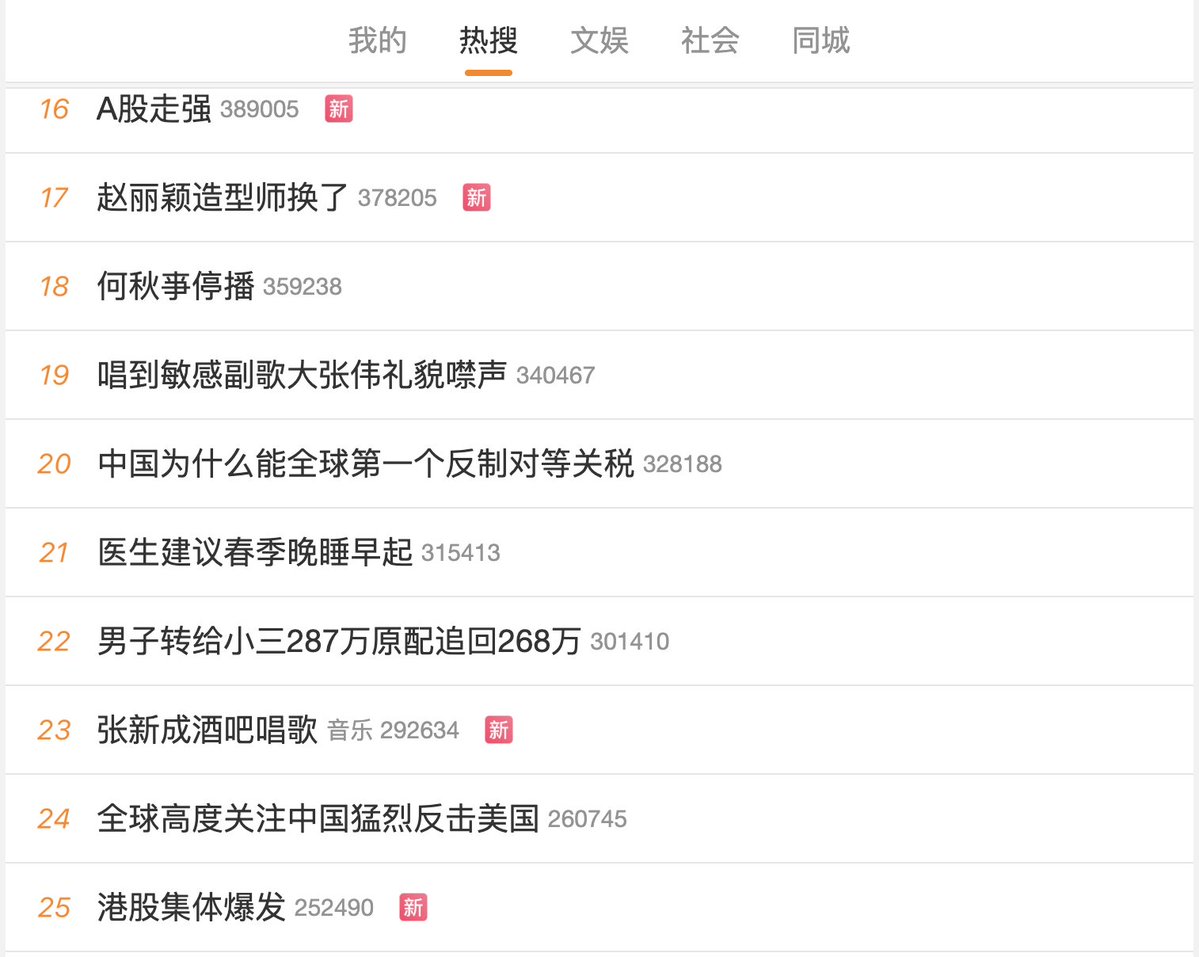 我的 热搜 文娱 社会 同城
16 A股走强 389005 新
17 赵丽颖造型师换了 378205 新
18 何秋亊停播 359238
19 唱到敏感副歌大张伟礼貌噤声 340467
20 中国为什么能全球第一个反制对等关税 328188
21 医生建议春季晚睡早起 315413
22 男子转给小三287万原配追回268万 301410
23 张新成酒吧唱歌 音乐 292634 新
24 全球高度关注中国猛烈反击美国 260745
25 港股集体爆发 252490 新